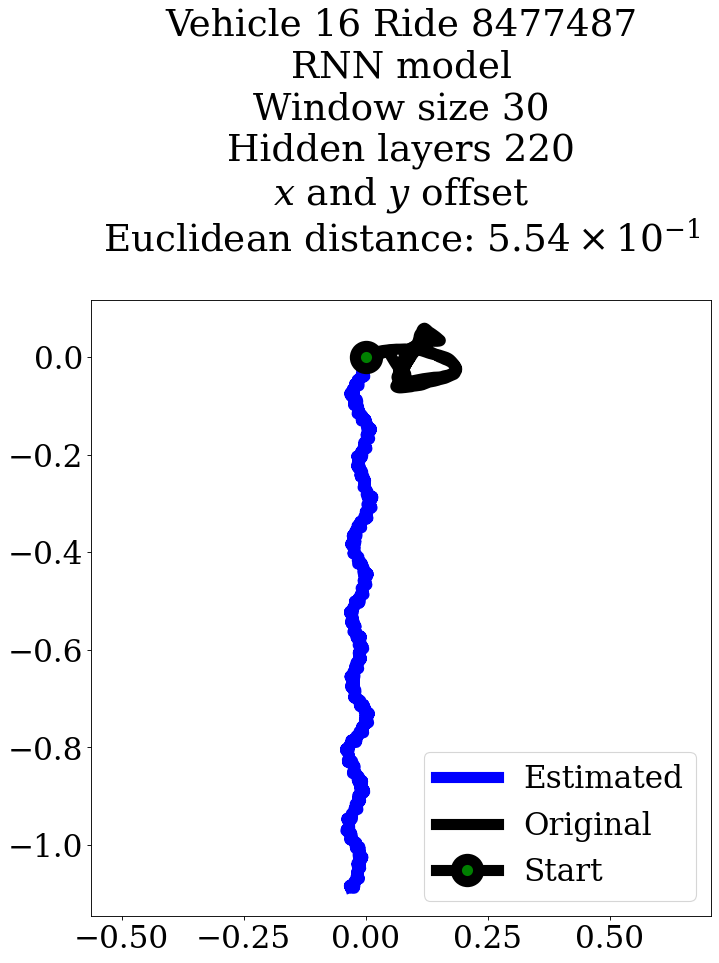 Vehicle 16 Ride 8477487
RNN model
Window size 30
Hidden layers 220
x and y offset
Euclidean distance: 5.54 × 10⁻¹
0.0
−0.2
−0.4
−0.6
−0.8
−1.0
Estimated
Original
Start
−0.50 −0.25 0.00 0.25 0.50